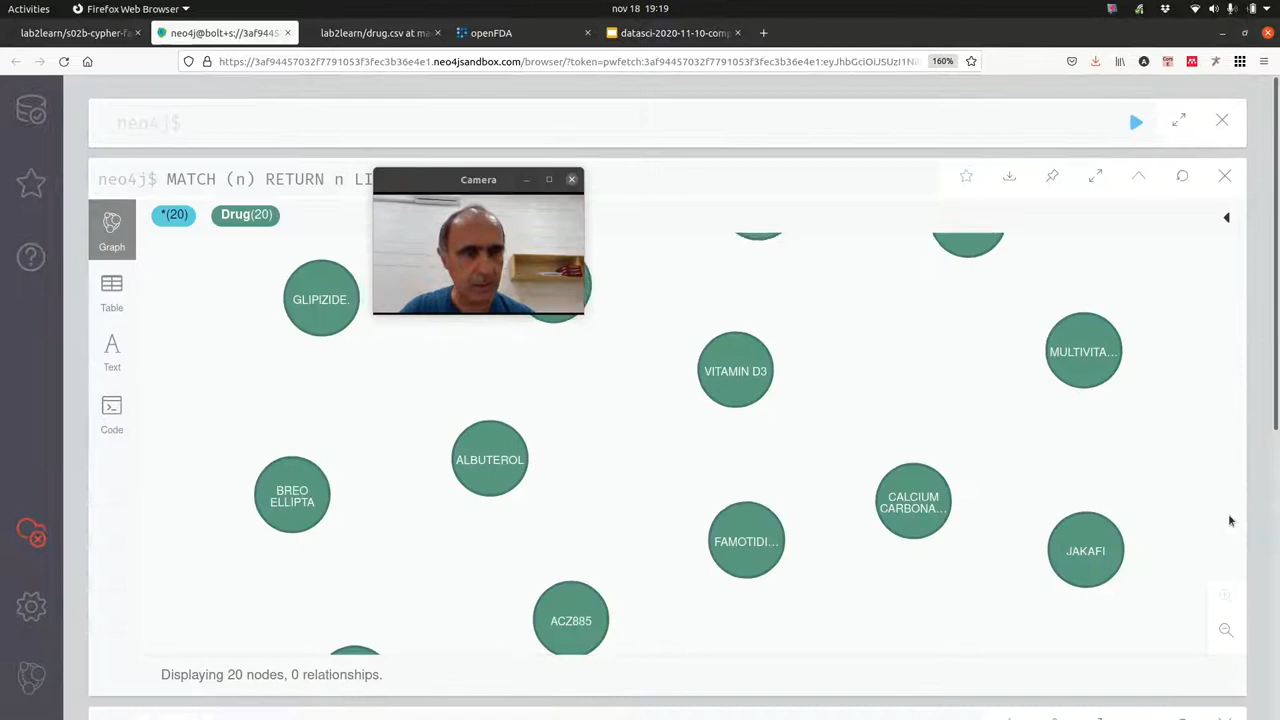 Activities
Firefox Web Browser
nov 18 19:19
lab2learn/s02b-cypher-f
neo4j@bolt+s://3af9445
lab2learn/drug.csv at ma
openFDA
datasci-2020-11-10-comp
https://3af94457032f7791053f3fec3b36e4e1.neo4jsandbox.com/browser/?token=pwfetch:3af94457032f7791053f3fec3b36e4e1:eyJhbGciOiJSUzI1Ni
160%
neo4j$
neo4j$ MATCH (n) RETURN n LI
Camera
*(20) Drug(20)
Graph
Table
Text
Code
GLIPIZIDE.
VITAMIN D3
MULTIVITA...
ALBUTEROL
BREO
ELLIPTA
CALCIUM
CARBONA...
FAMOTIDI...
JAKAFI
ACZ885
Displaying 20 nodes, 0 relationships.